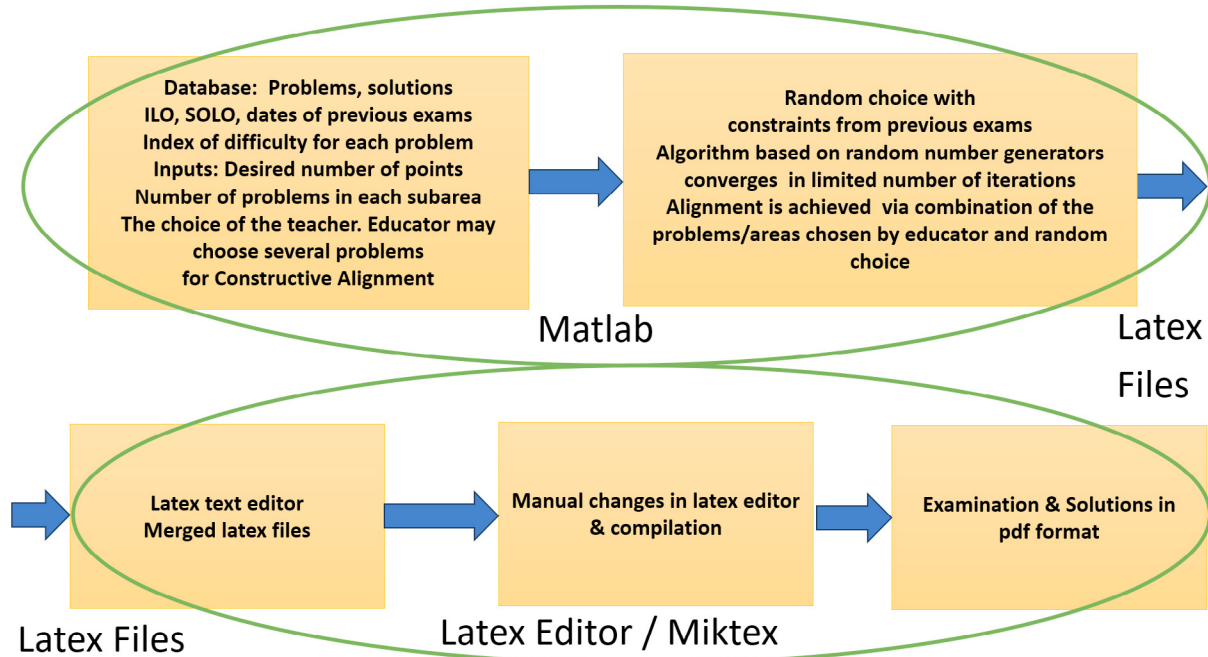 Database: Problems, solutions
ILO, SOLO, dates of previous exams
Index of difficulty for each problem
Inputs: Desired number of points
Number of problems in each subarea
The choice of the teacher. Educator may
choose several problems
for Constructive Alignment
Random choice with
constraints from previous exams
Algorithm based on random number generators
converges in limited number of iterations
Alignment is achieved via combination of the
problems/areas chosen by educator and random
choice
Matlab
Latex
Files
Latex text editor
Merged latex files
Manual changes in latex editor
& compilation
Examination & Solutions in
pdf format
Latex Files
Latex Editor / Miktex